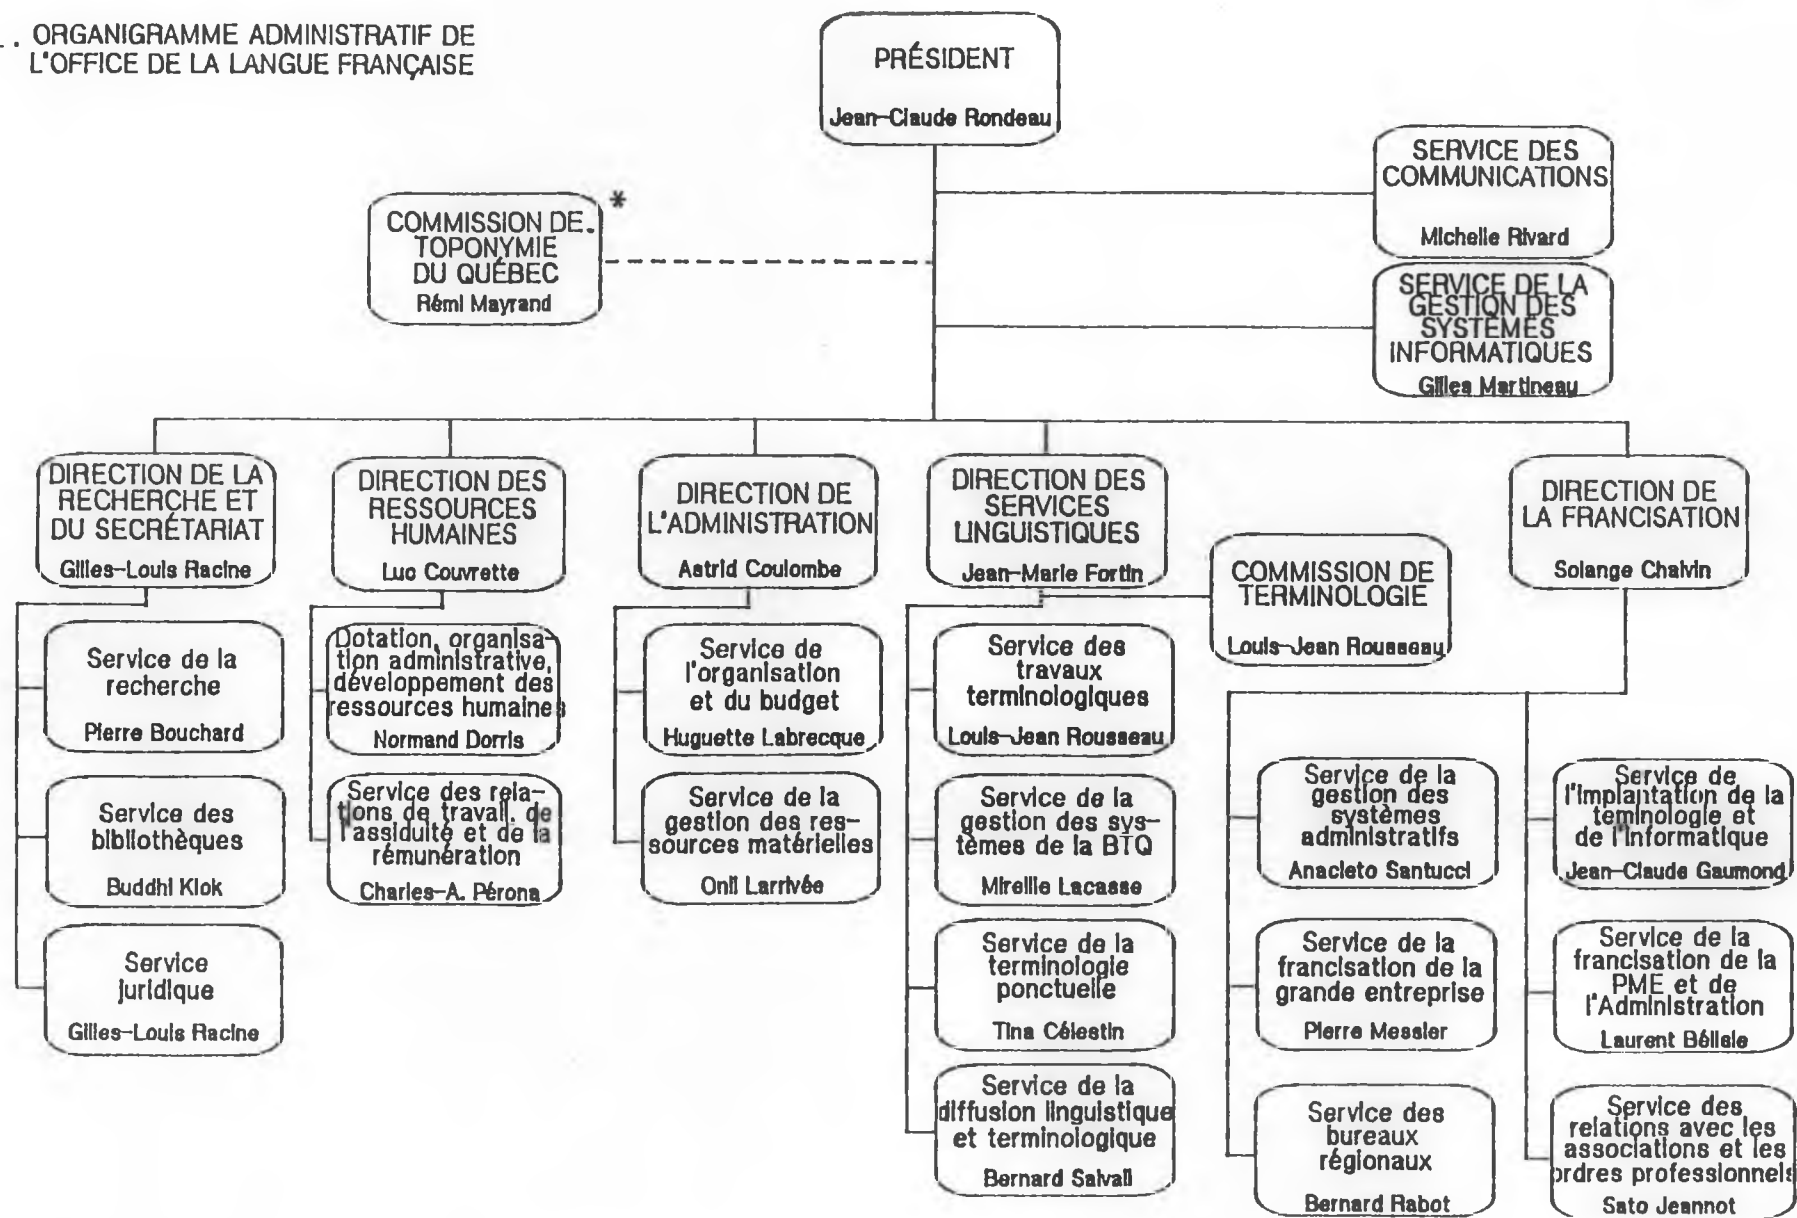 ORGANIGRAMME ADMINISTRATIF DE
L'OFFICE DE LA LANGUE FRANÇAISE
PRÉSIDENT
Jean-Claude Rondeau
SERVICE DES
COMMUNICATIONS
Michelle Rivard
COMMISSION DE
TOPONYMIE
DU QUÉBEC
Rémi Mayrand
*
SERVICE DE LA
GESTION DES
SYSTÈMES
INFORMATIQUES
Gilles Martineau
DIRECTION DE LA
RECHERCHE ET
DU SECRÉTARIAT
Gilles-Louis Racine
DIRECTION DES
RESSOURCES
HUMAINES
Luc Couvrette
DIRECTION DE
L'ADMINISTRATION
Astrid Coulombe
DIRECTION DES
SERVICES
LINGUISTIQUES
Jean-Marie Fortin
COMMISSION DE
TERMINOLOGIE
Louis-Jean Rousseau
DIRECTION DE
LA FRANCISATION
Solange Chalvin
Service de la
recherche
Pierre Bouchard
Service des
bibliothèques
Buddhi Klok
Service
juridique
Gilles-Louis Racine
Dotation, organisa-
tion administrative,
développement des
ressources humaines
Normand Dorris
Service des rela-
tions de travail, de
l'assiduité et de la
rémunération
Charles-A. Pérona
Service de
l'organisation
et du budget
Huguette Labrecque
Service de la
gestion des res-
sources matérielles
Onil Larrivée
Service des
travaux
terminologiques
Louis-Jean Rousseau
Service de la
gestion des sys-
tèmes de la BTQ
Mireille Lacasse
Service de la
terminologie
ponctuelle
Tina Célestin
Service de la
diffusion linguistique
et terminologique
Bernard Salvail
Service de la
gestion des
systèmes
administratifs
Anacleto Santucci
Service de la
francisation de la
grande entreprise
Pierre Messier
Service des
bureaux
régionaux
Bernard Rabot
Service de
l'implantation de la
teminologie et
de l'informatique
Jean-Claude Gaumond
Service de la
francisation de la
PME et de
l'Administration
Laurent Bélisle
Service des
relations avec les
associations et les
ordres professionnels
Sato Jeannot